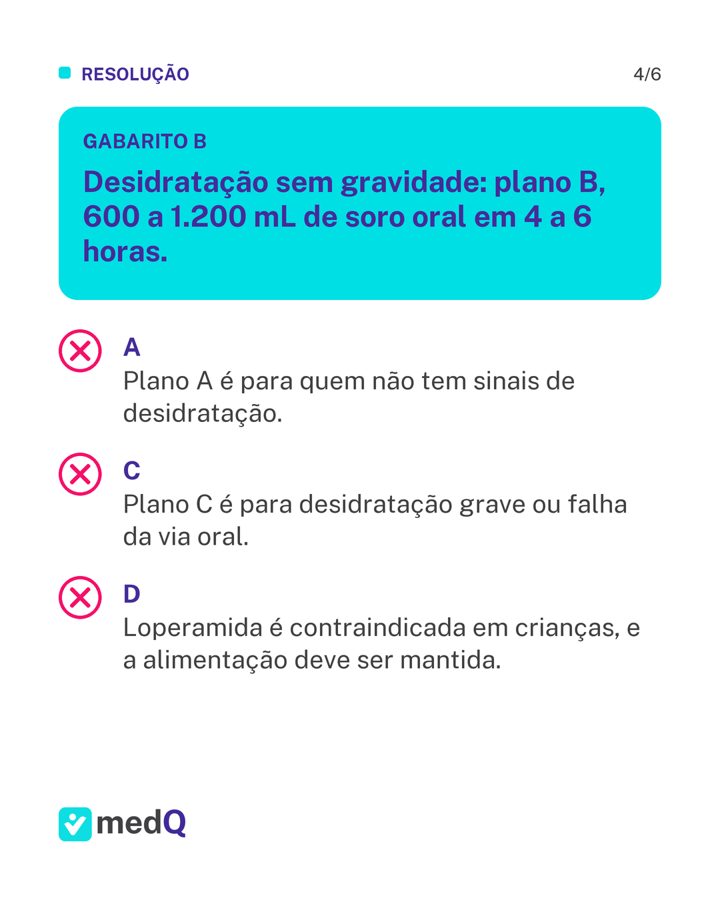 RESOLUÇÃO
4/6
GABARITO B
Desidratação sem gravidade: plano B,
600 a 1.200 mL de soro oral em 4 a 6
horas.
A
Plano A é para quem não tem sinais de
desidratação.
C
Plano C é para desidratação grave ou falha
da via oral.
D
Loperamida é contraindicada em crianças, e
a alimentação deve ser mantida.
medQ